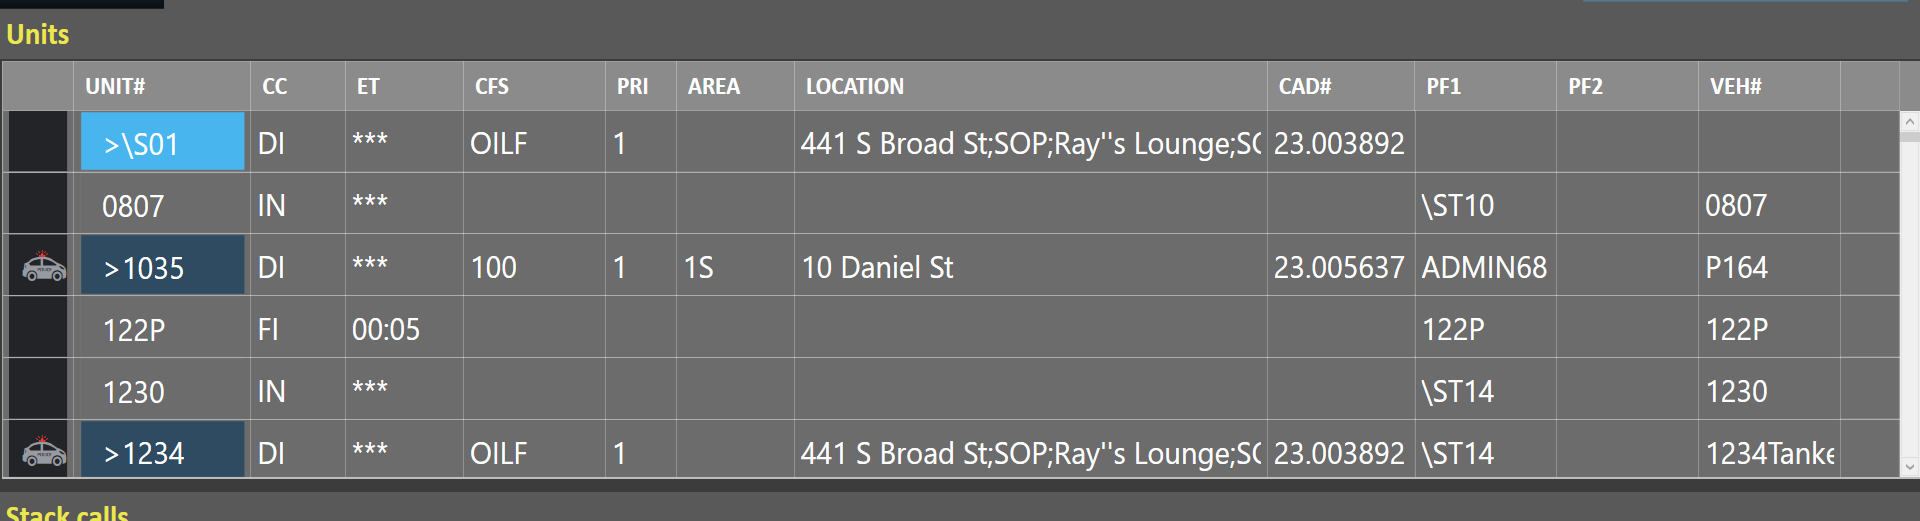 Units
UNIT# CC ET CFS PRI AREA LOCATION CAD# PF1 PF2 VEH#
>\S01 DI *** OILF 1 441 S Broad St;SOP;Ray''s Lounge;SC 23.003892
0807 IN *** \ST10 0807
>1035 DI *** 100 1 1S 10 Daniel St 23.005637 ADMIN68 P164
122P FI 00:05 122P 122P
1230 IN *** \ST14 1230
>1234 DI *** OILF 1 441 S Broad St;SOP;Ray''s Lounge;SC 23.003892 \ST14 1234Tanke
Stack calls